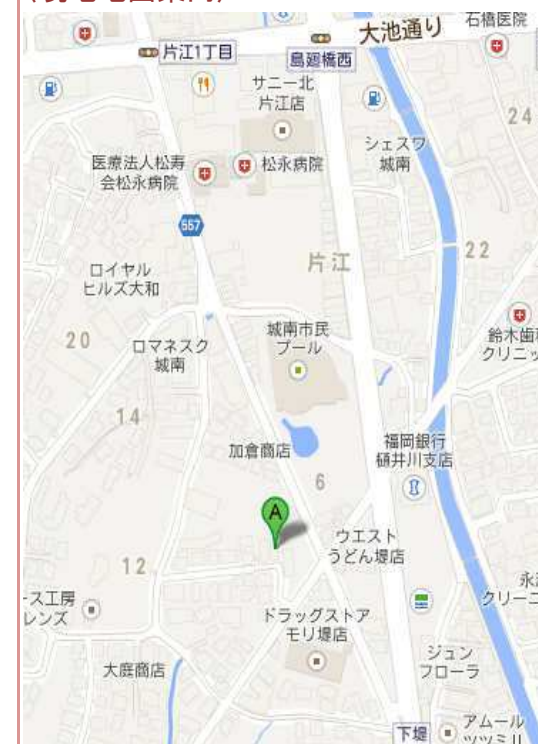 石橋医院
大池通り
片江1丁目
島廻橋西
サニー北
片江店
24
シェスワ
城南
医療法人松寿
会松永病院
松永病院
557
片江
22
ロイヤル
ヒルズ大和
城南市民
プール
20
ロマネスク
城南
鈴木歯
クリニッ
14
加倉商店
福岡銀行
樋井川支店
6
A
ウエスト
うどん堤店
12
ース工房
レンズ
クリーニ
ドラッグストア
モリ堤店
大庭商店
ジュン
フローラ
下堤
アムール